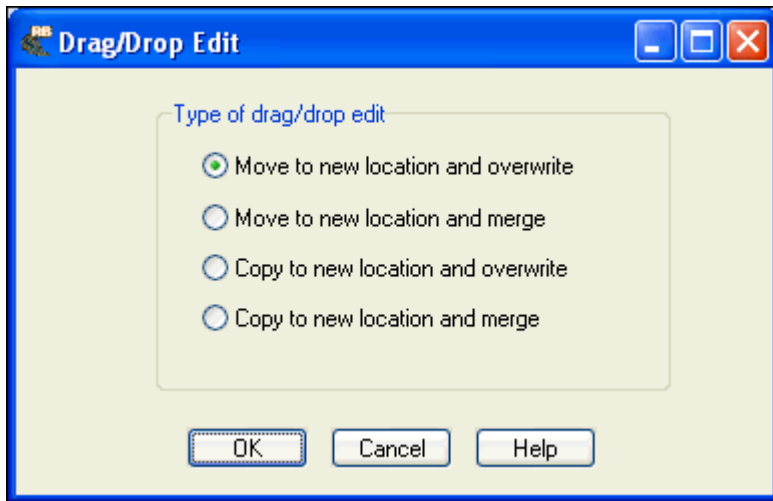 RB
Drag/Drop Edit
Type of drag/drop edit
Move to new location and overwrite
Move to new location and merge
Copy to new location and overwrite
Copy to new location and merge
OK Cancel Help